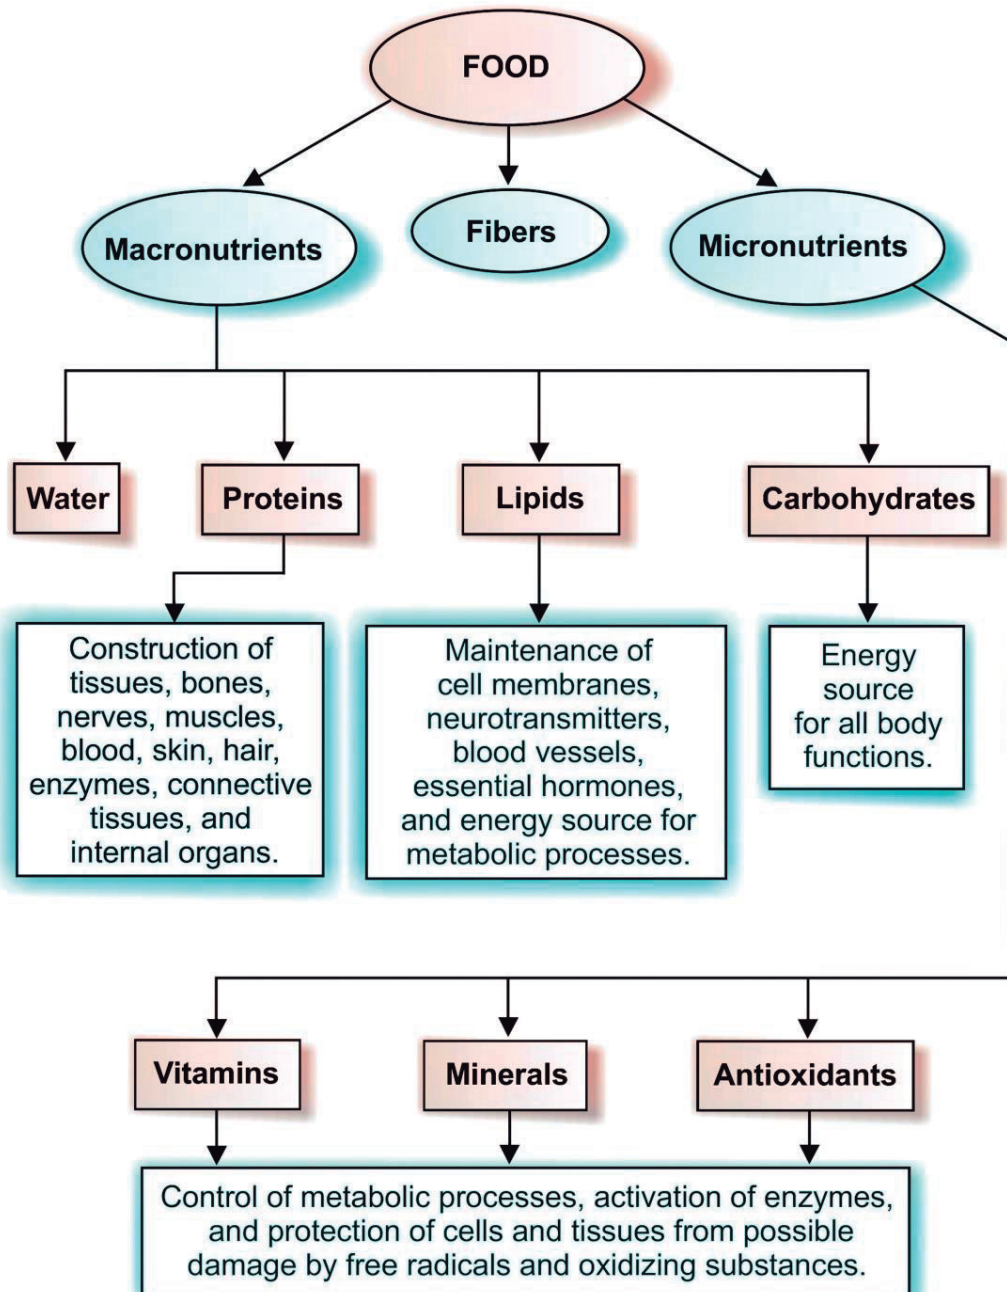 FOOD
Macronutrients
Fibers
Micronutrients
Water
Proteins
Lipids
Carbohydrates
Construction of
tissues, bones,
nerves, muscles,
blood, skin, hair,
enzymes, connective
tissues, and
internal organs.
Maintenance of
cell membranes,
neurotransmitters,
blood vessels,
essential hormones,
and energy source for
metabolic processes.
Energy
source
for all body
functions.
Vitamins
Minerals
Antioxidants
Control of metabolic processes, activation of enzymes,
and protection of cells and tissues from possible
damage by free radicals and oxidizing substances.